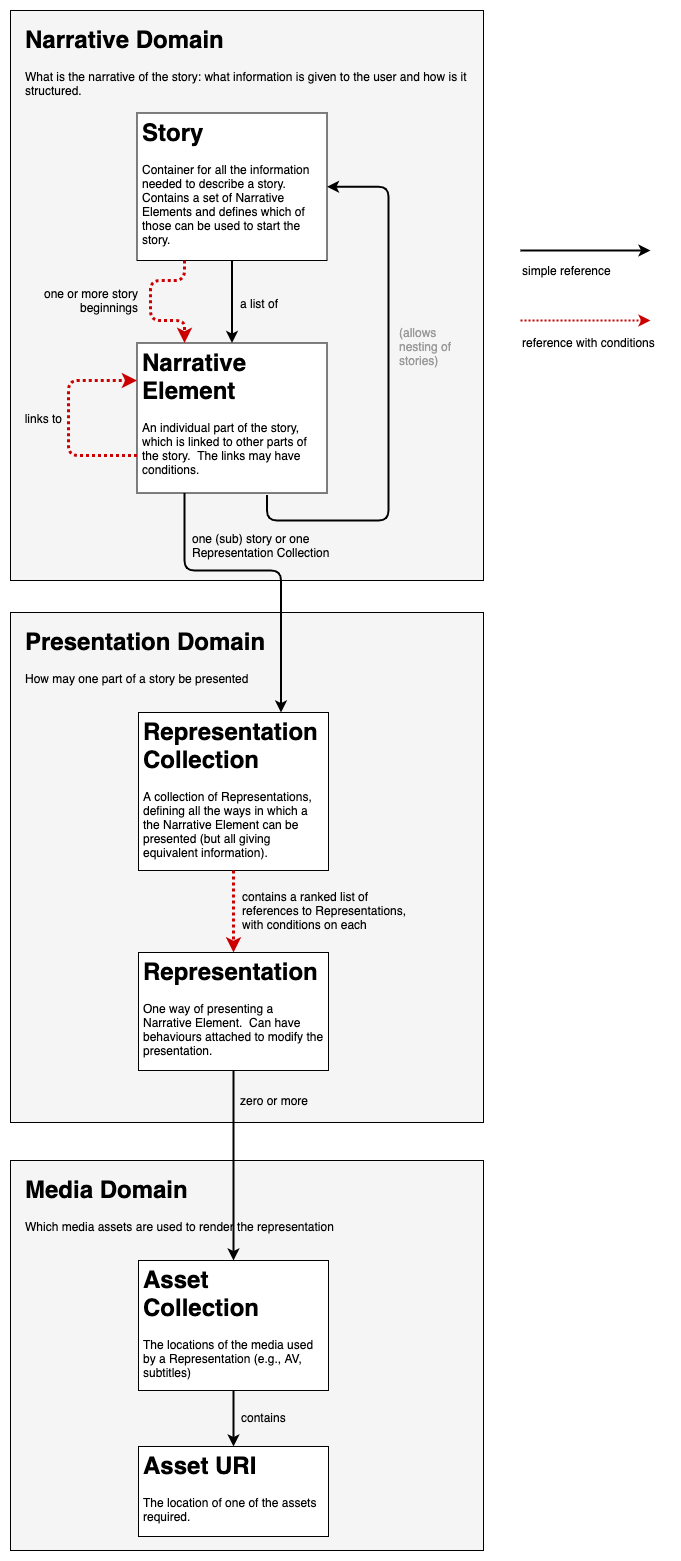 Narrative Domain
What is the narrative of the story: what information is given to the user and how is it
structured.
Story
Container for all the information
needed to describe a story.
Contains a set of Narrative
Elements and defines which of
those can be used to start the
story.
simple reference
one or more story
beginnings
a list of
(allows
nesting of
stories)
reference with conditions
Narrative
Element
links to
An individual part of the story,
which is linked to other parts of
the story.  The links may have
conditions.
one (sub) story or one
Representation Collection
Presentation Domain
How may one part of a story be presented
Representation
Collection
A collection of Representations,
defining all the ways in which a
the Narrative Element can be
presented (but all giving
equivalent information).
contains a ranked list of
references to Representations,
with conditions on each
Representation
One way of presenting a
Narrative Element.  Can have
behaviours attached to modify the
presentation.
zero or more
Media Domain
Which media assets are used to render the representation
Asset
Collection
The locations of the media used
by a Representation (e.g., AV,
subtitles)
contains
Asset URI
The location of one of the assets
required.